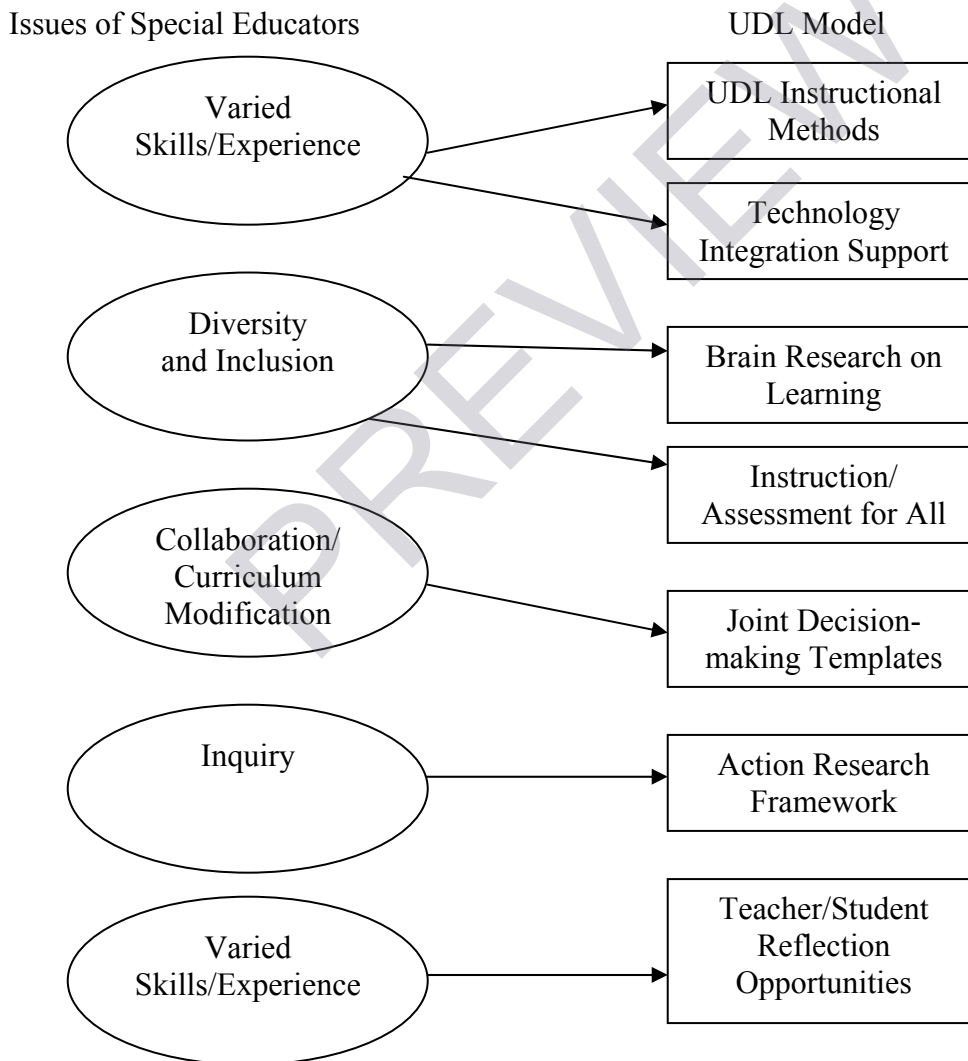 Issues of Special Educators
UDL Model
Varied
Skills/Experience
UDL Instructional
Methods
Technology
Integration Support
Diversity
and Inclusion
Brain Research on
Learning
Instruction/
Assessment for All
Collaboration/
Curriculum
Modification
Joint Decision-
making Templates
Inquiry
Action Research
Framework
Varied
Skills/Experience
Teacher/Student
Reflection
Opportunities
PREVIEW